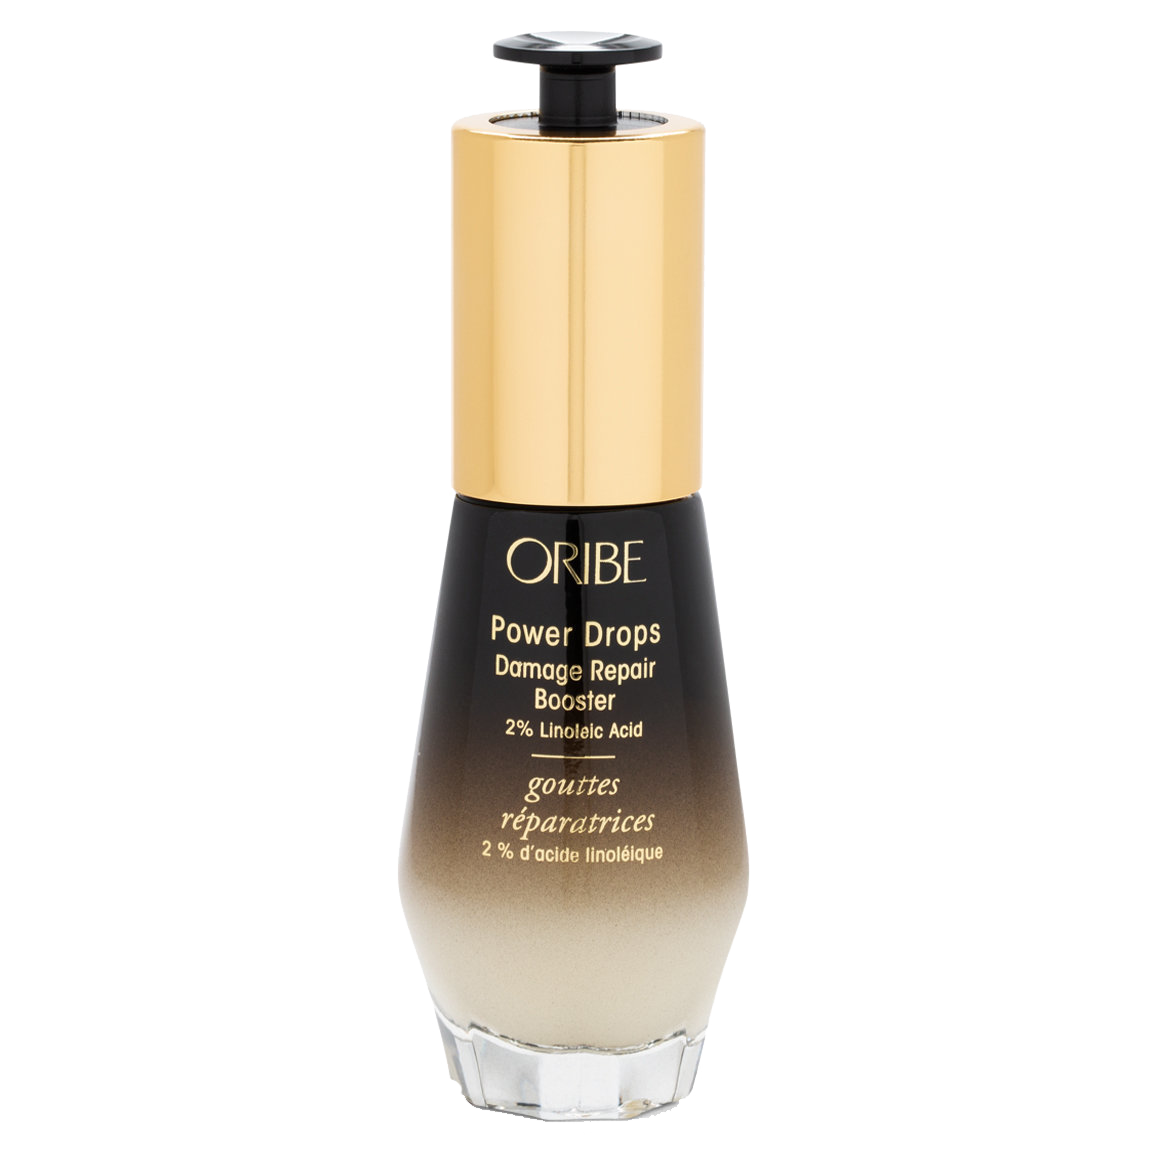 ORIBE
Power Drops
Damage Repair
Booster
2% Linoleic Acid
gouttes
réparatrices
2 % d'acide linoléique